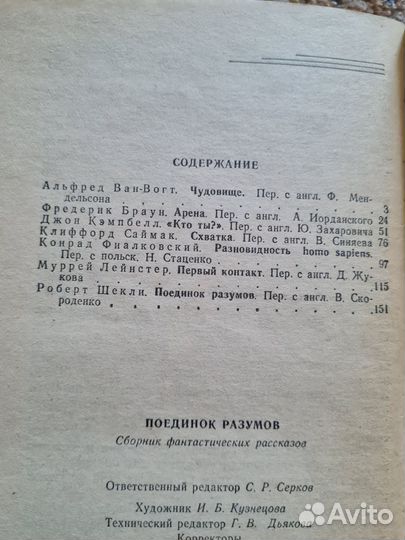 СОДЕРЖАНИЕ
Альфред Ван-Вогт. Чудовище. Пер. с англ. Ф. Мен-
дельсона . . . . . . . . . . 3
Фредерик Браун. Арена. Пер. с англ. А. Иорданского 24
Джон Кэмпбелл. «Кто ты?». Пер. с англ. Ю. Захаровича 51
Клиффорд Саймак. Схватка. Пер. с англ. В. Синяева 76
Конрад Фиалковский. Разновидность homo sapiens.
Пер. с польск. Н. Стаценко . . . . . . 97
Муррей Лейнстер. Первый контакт. Пер. с англ. Д. Жу-
кова . . . . . . . . . . . 115
Роберт Шекли. Поединок разумов. Пер. с англ. В. Ско-
роденко . . . . . . . . . . 151
ПОЕДИНОК РАЗУМОВ
Сборник фантастических рассказов
Ответственный редактор С. Р. Серков
Художник И. Б. Кузнецова
Технический редактор Г. В. Дьякова
Корректоры
Avito